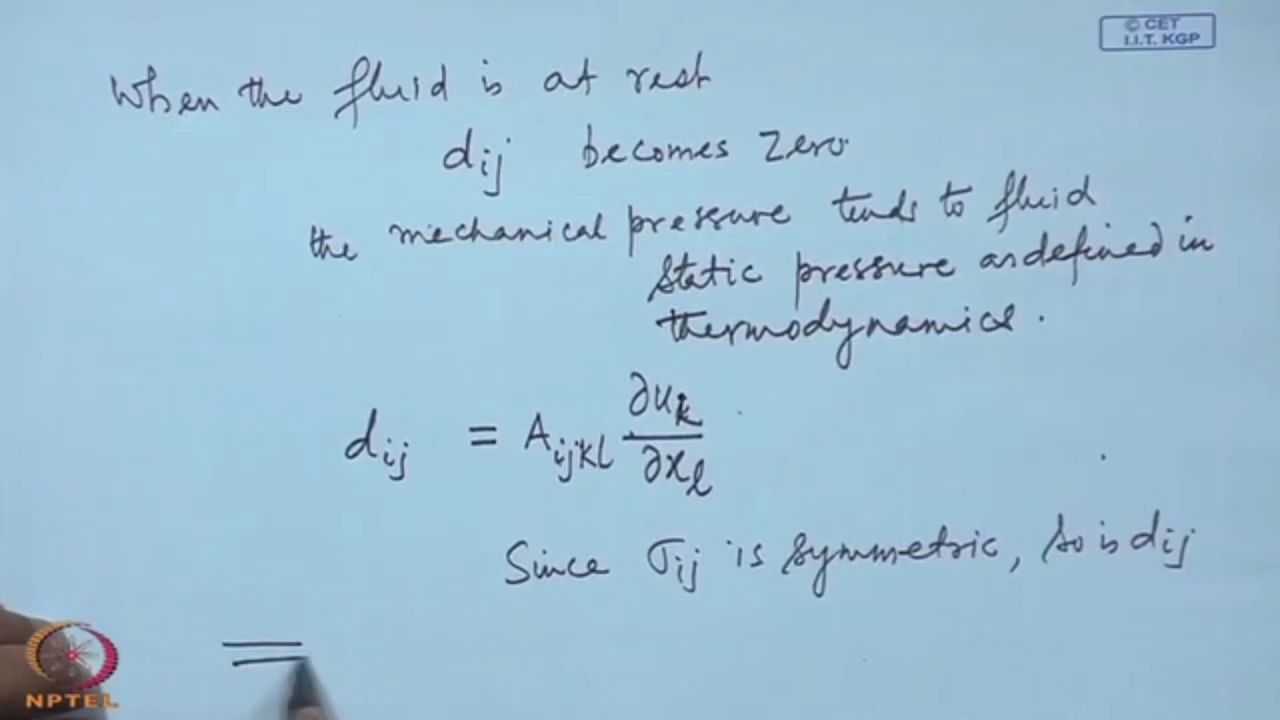 © CET
I.I.T. KGP
When the fluid is at rest
dij becomes zero
the mechanical pressure tends to fluid
static pressure as defined in
thermodynamics.
dij = Aijkl ∂uk/∂xl
Since σij is symmetric, so is dij
NPTEL